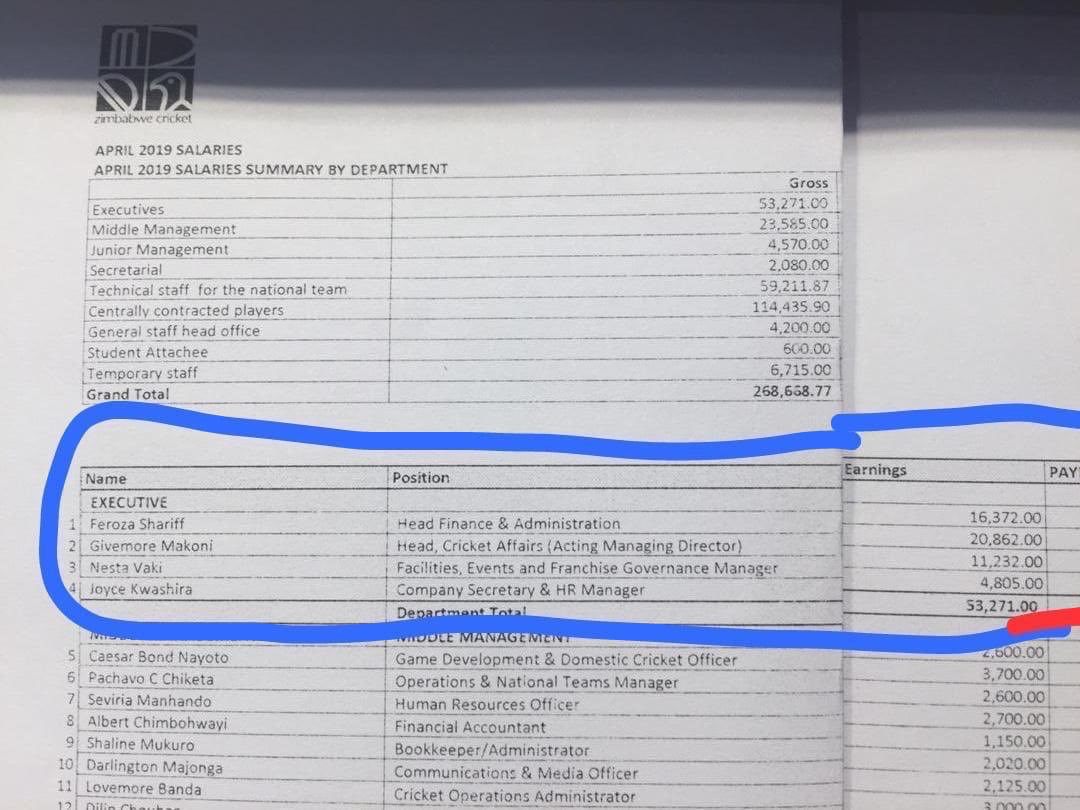 zimbabwe cricket
APRIL 2019 SALARIES
APRIL 2019 SALARIES SUMMARY BY DEPARTMENT
Gross
Executives 53,271.00
Middle Management 23,585.00
Junior Management 4,570.00
Secretarial 2,080.00
Technical staff for the national team 59,211.87
Centrally contracted players 114,435.90
General staff head office 4,200.00
Student Attachee 600.00
Temporary staff 6,715.00
Grand Total 268,668.77
Name Position Earnings PAY
EXECUTIVE
1 Feroza Shariff Head Finance & Administration 16,372.00
2 Givemore Makoni Head, Cricket Affairs (Acting Managing Director) 20,862.00
3 Nesta Vaki Facilities, Events and Franchise Governance Manager 11,232.00
4 Joyce Kwashira Company Secretary & HR Manager 4,805.00
Department Total 53,271.00
MIDDLE MANAGEMENT
5 Caesar Bond Nayoto Game Development & Domestic Cricket Officer 2,600.00
6 Pachavo C Chiketa Operations & National Teams Manager 3,700.00
7 Seviria Manhando Human Resources Officer 2,600.00
8 Albert Chimbohwayi Financial Accountant 2,700.00
9 Shaline Mukuro Bookkeeper/Administrator 1,150.00
10 Darlington Majonga Communications & Media Officer 2,020.00
11 Lovemore Banda Cricket Operations Administrator 2,125.00
12